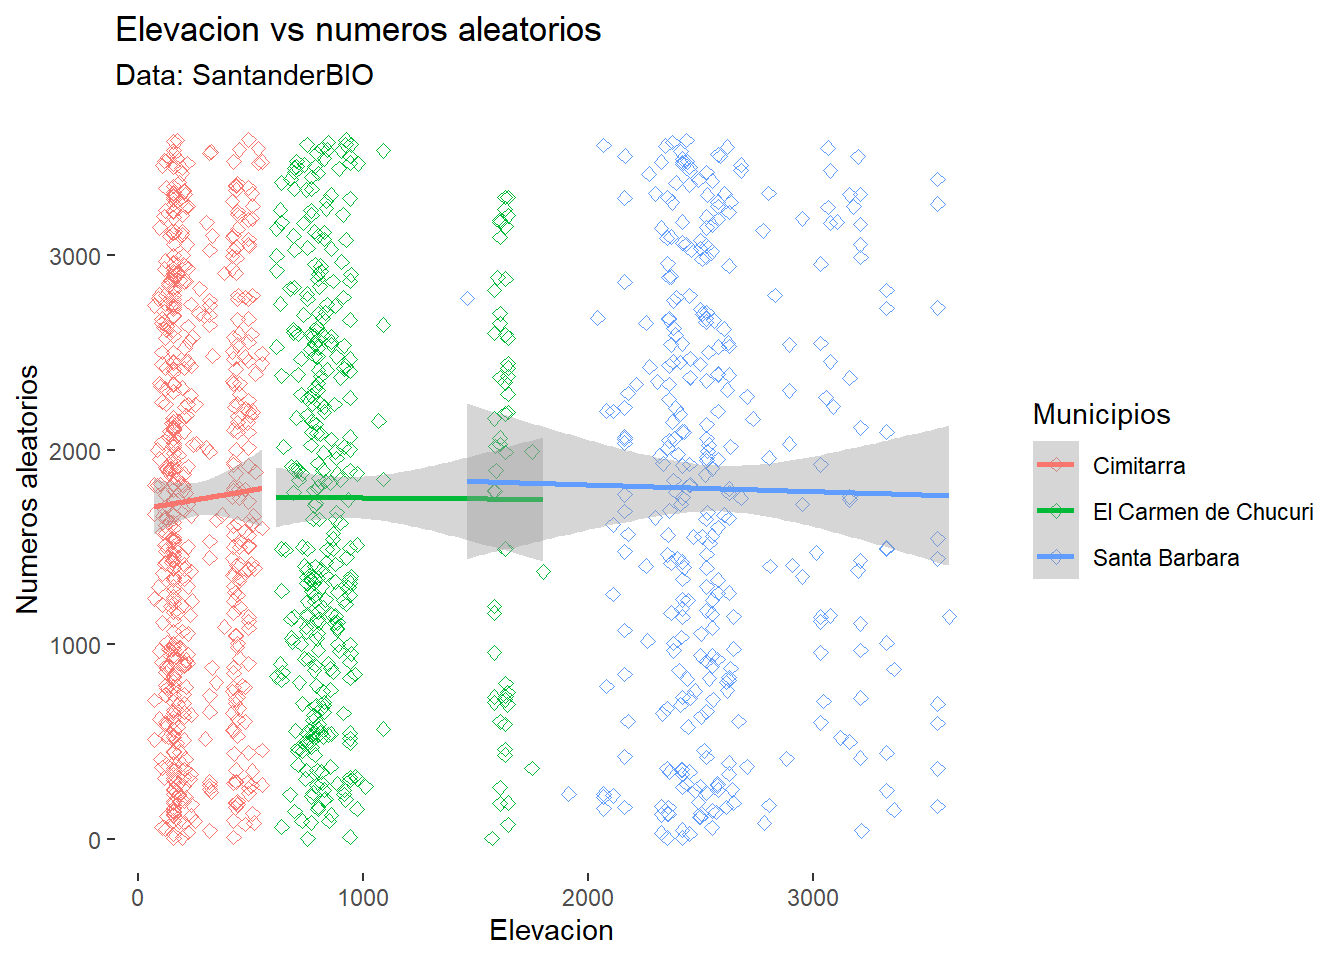 Elevacion vs numeros aleatorios
Data: SantanderBIO
Numeros aleatorios
3000
2000
1000
0
0 1000 2000 3000
Elevacion
Municipios
Cimitarra
El Carmen de Chucuri
Santa Barbara